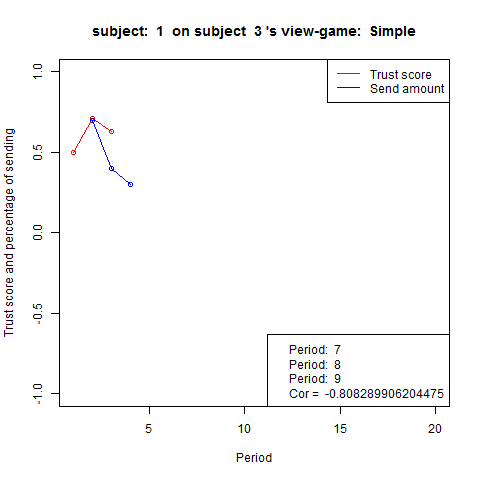 subject:  1  on subject  3 's view-game:  Simple
Trust score
Send amount
Trust score and percentage of sending
1.0
0.5
0.0
-0.5
-1.0
Period:  7
Period:  8
Period:  9
Cor =  -0.808289906204475
5
10
15
20
Period